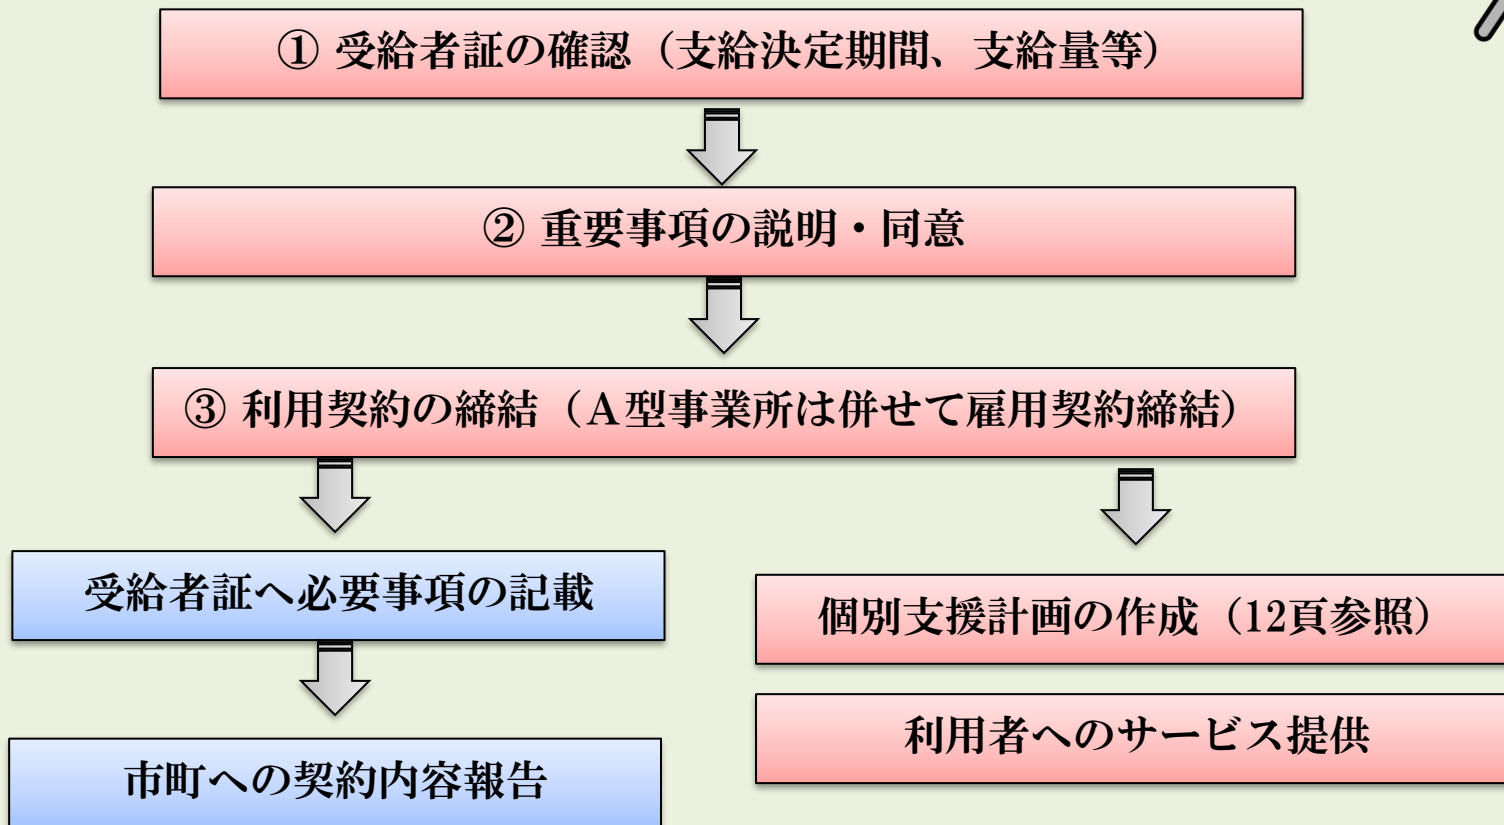 ① 受給者証の確認（支給決定期間、支給量等）
② 重要事項の説明・同意
③ 利用契約の締結（Ａ型事業所は併せて雇用契約締結）
受給者証へ必要事項の記載
市町への契約内容報告
個別支援計画の作成（12頁参照）
利用者へのサービス提供